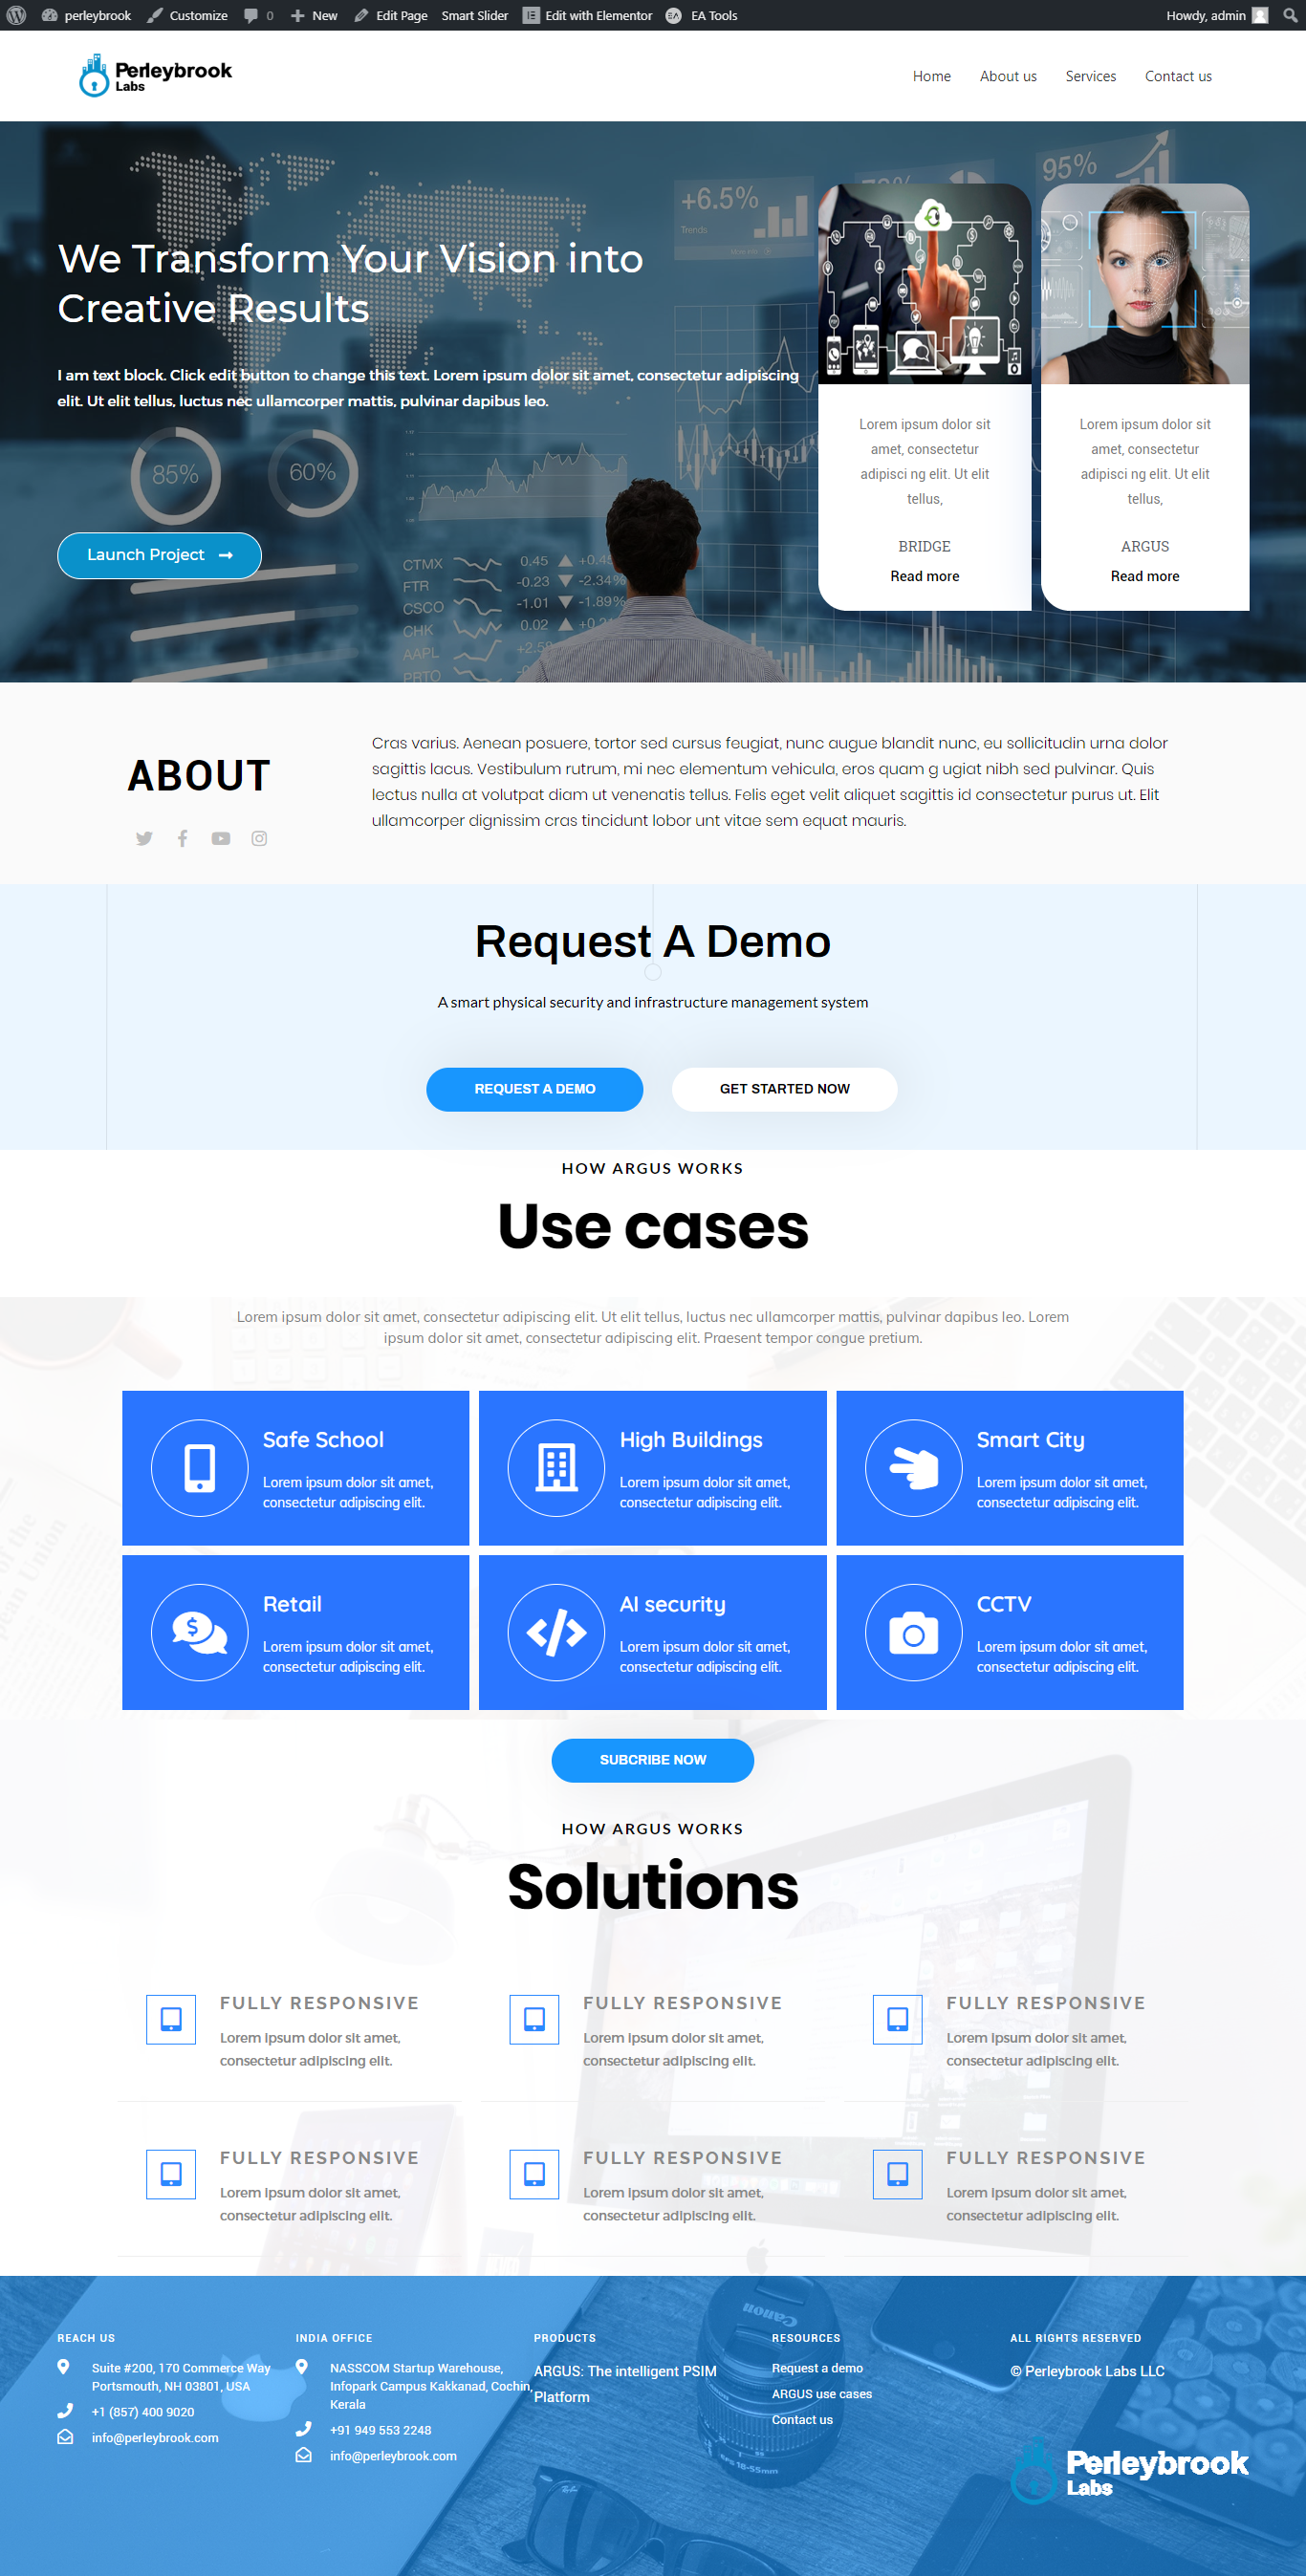 perleybrook
Customize
0
New
Edit Page
Smart Slider
Edit with Elementor
EA Tools
Howdy, admin
Perleybrook
Labs
Home
About us
Services
Contact us
We Transform Your Vision into
Creative Results
I am text block. Click edit button to change this text. Lorem ipsum dolor sit amet, consectetur adipiscing
elit. Ut elit tellus, luctus nec ullamcorper mattis, pulvinar dapibus leo.
Launch Project
+6.5%
Trends
95%
85%
60%
CTMX 0.45
FTR -0.23 -2.34%
CSCO -1.01 -1.89%
CHK 0.02
AAPL
PRTO
Lorem ipsum dolor sit
amet, consectetur
adipisci ng elit. Ut elit
tellus,
BRIDGE
Read more
Lorem ipsum dolor sit
amet, consectetur
adipisci ng elit. Ut elit
tellus,
ARGUS
Read more
ABOUT
Cras varius. Aenean posuere, tortor sed cursus feugiat, nunc augue blandit nunc, eu sollicitudin urna dolor
sagittis lacus. Vestibulum rutrum, mi nec elementum vehicula, eros quam g ugiat nibh sed pulvinar. Quis
lectus nulla at volutpat diam ut venenatis tellus. Felis eget velit aliquet sagittis id consectetur purus ut. Elit
ullamcorper dignissim cras tincidunt lobor unt vitae sem equat mauris.
Request A Demo
A smart physical security and infrastructure management system
REQUEST A DEMO
GET STARTED NOW
HOW ARGUS WORKS
Use cases
Lorem ipsum dolor sit amet, consectetur adipiscing elit. Ut elit tellus, luctus nec ullamcorper mattis, pulvinar dapibus leo. Lorem
ipsum dolor sit amet, consectetur adipiscing elit. Praesent tempor congue pretium.
Safe School
Lorem ipsum dolor sit amet,
consectetur adipiscing elit.
High Buildings
Lorem ipsum dolor sit amet,
consectetur adipiscing elit.
Smart City
Lorem ipsum dolor sit amet,
consectetur adipiscing elit.
Retail
Lorem ipsum dolor sit amet,
consectetur adipiscing elit.
AI security
Lorem ipsum dolor sit amet,
consectetur adipiscing elit.
CCTV
Lorem ipsum dolor sit amet,
consectetur adipiscing elit.
SUBCRIBE NOW
HOW ARGUS WORKS
Solutions
FULLY RESPONSIVE
Lorem ipsum dolor sit amet,
consectetur adipiscing elit.
FULLY RESPONSIVE
Lorem ipsum dolor sit amet,
consectetur adipiscing elit.
FULLY RESPONSIVE
Lorem ipsum dolor sit amet,
consectetur adipiscing elit.
FULLY RESPONSIVE
Lorem ipsum dolor sit amet,
consectetur adipiscing elit.
FULLY RESPONSIVE
Lorem ipsum dolor sit amet,
consectetur adipiscing elit.
FULLY RESPONSIVE
Lorem ipsum dolor sit amet,
consectetur adipiscing elit.
REACH US
Suite #200, 170 Commerce Way
Portsmouth, NH 03801, USA
+1 (857) 400 9020
info@perleybrook.com
INDIA OFFICE
NASSCOM Startup Warehouse,
Infopark Campus Kakkanad, Cochin,
Kerala
+91 949 553 2248
info@perleybrook.com
PRODUCTS
ARGUS: The intelligent PSIM
Platform
RESOURCES
Request a demo
ARGUS use cases
Contact us
ALL RIGHTS RESERVED
© Perleybrook Labs LLC
Canon
18-55mm
Perleybrook
Labs